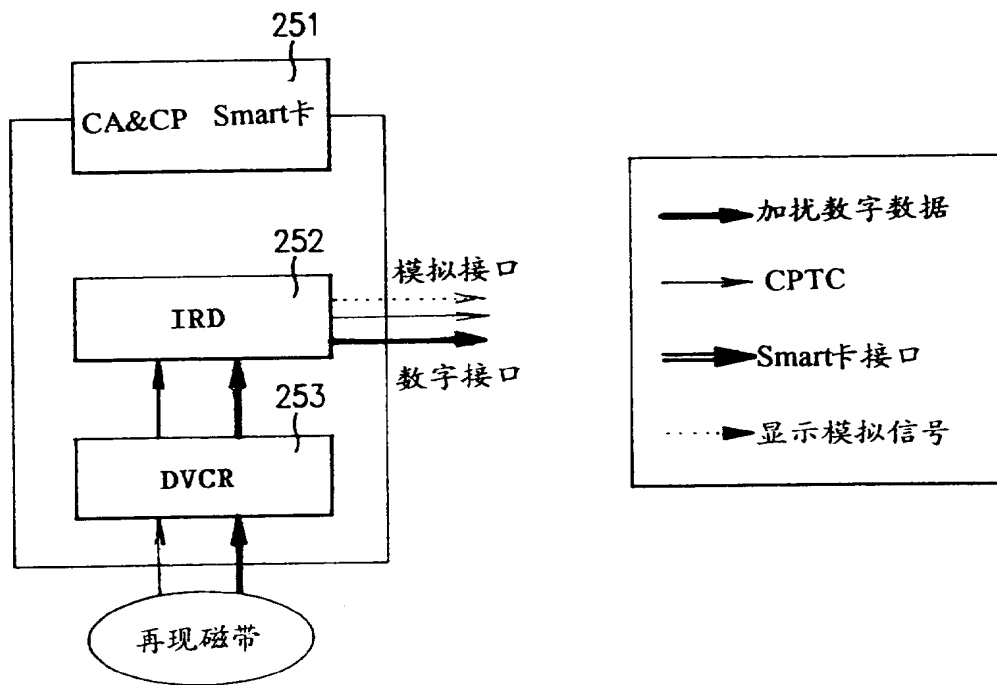 251
CA&CP Smart卡
252
IRD
模拟接口
数字接口
253
DVCR
再现磁带
加扰数字数据
CPTC
Smart卡接口
显示模拟信号